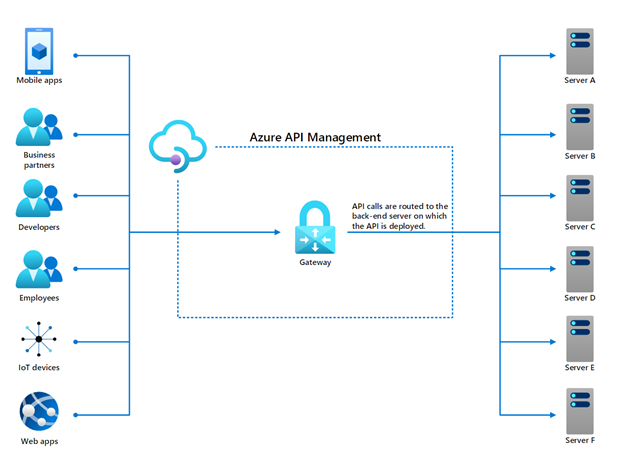 Mobile apps
Business
partners
Developers
Employees
IoT devices
Web apps
Azure API Management
API calls are routed to the
back-end server on which
the API is deployed.
Gateway
Server A
Server B
Server C
Server D
Server E
Server F